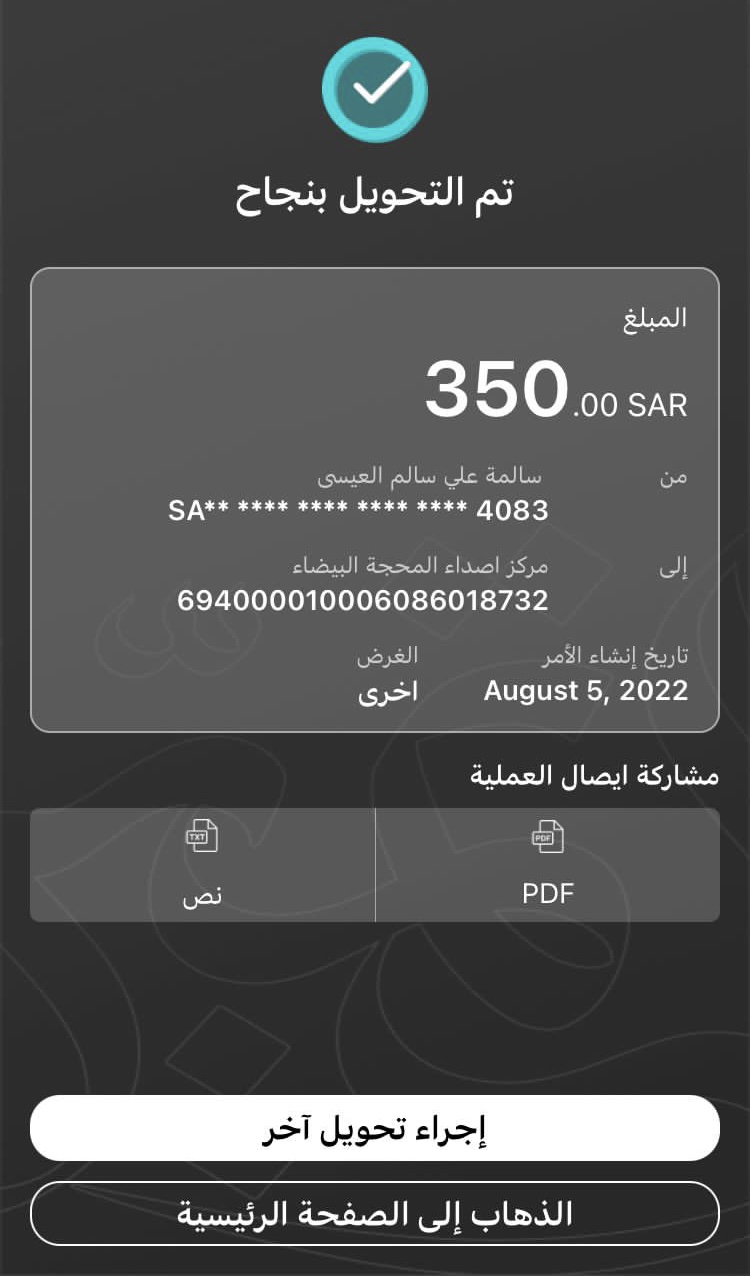 تم التحويل بنجاح
المبلغ
350.00 SAR
من سالمة علي سالم العيسى
SA** **** **** **** **** 4083
إلى مركز اصداء المحجة البيضاء
694000010006086018732
تاريخ إنشاء الأمر الغرض
August 5, 2022 اخرى
مشاركة ايصال العملية
PDF TXT
PDF نص
إجراء تحويل آخر
الذهاب إلى الصفحة الرئيسية